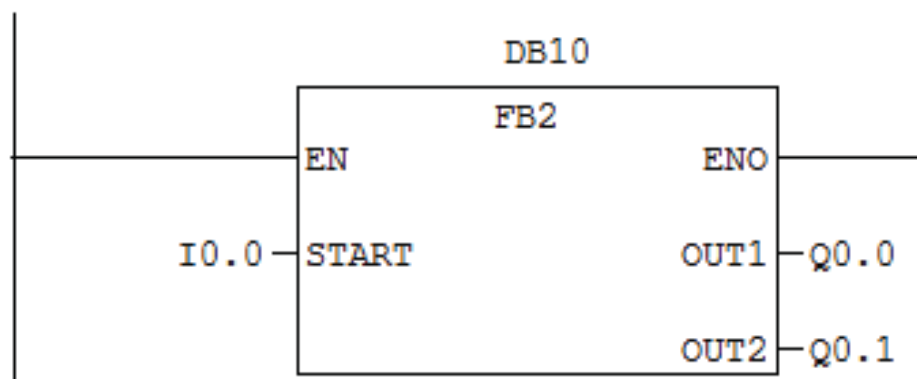 DB10
FB2
EN ENO
I0.0 START OUT1 Q0.0
OUT2 Q0.1